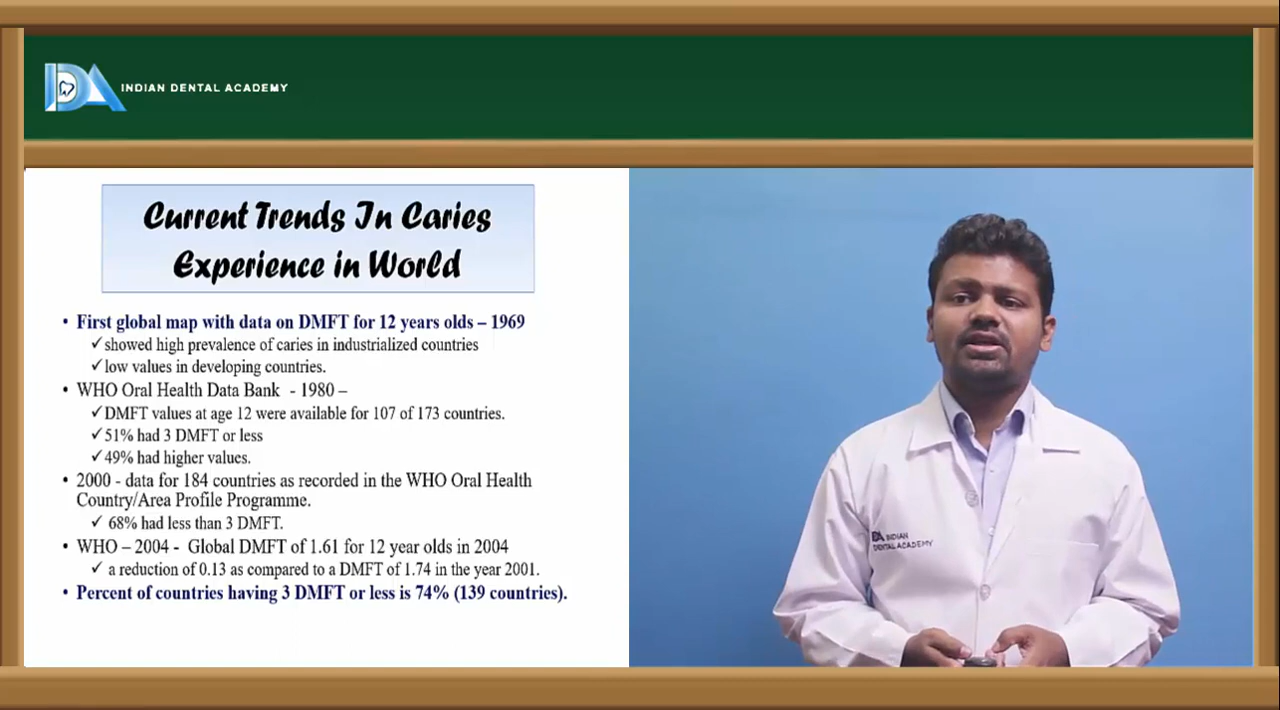 IDA INDIAN DENTAL ACADEMY
Current Trends In Caries
Experience in World
• First global map with data on DMFT for 12 years olds – 1969
✓showed high prevalence of caries in industrialized countries
✓low values in developing countries.
• WHO Oral Health Data Bank - 1980 –
✓DMFT values at age 12 were available for 107 of 173 countries.
✓51% had 3 DMFT or less
✓49% had higher values.
• 2000 - data for 184 countries as recorded in the WHO Oral Health
Country/Area Profile Programme.
✓ 68% had less than 3 DMFT.
• WHO – 2004 - Global DMFT of 1.61 for 12 year olds in 2004
✓ a reduction of 0.13 as compared to a DMFT of 1.74 in the year 2001.
• Percent of countries having 3 DMFT or less is 74% (139 countries).
IDA INDIAN
DENTAL ACADEMY